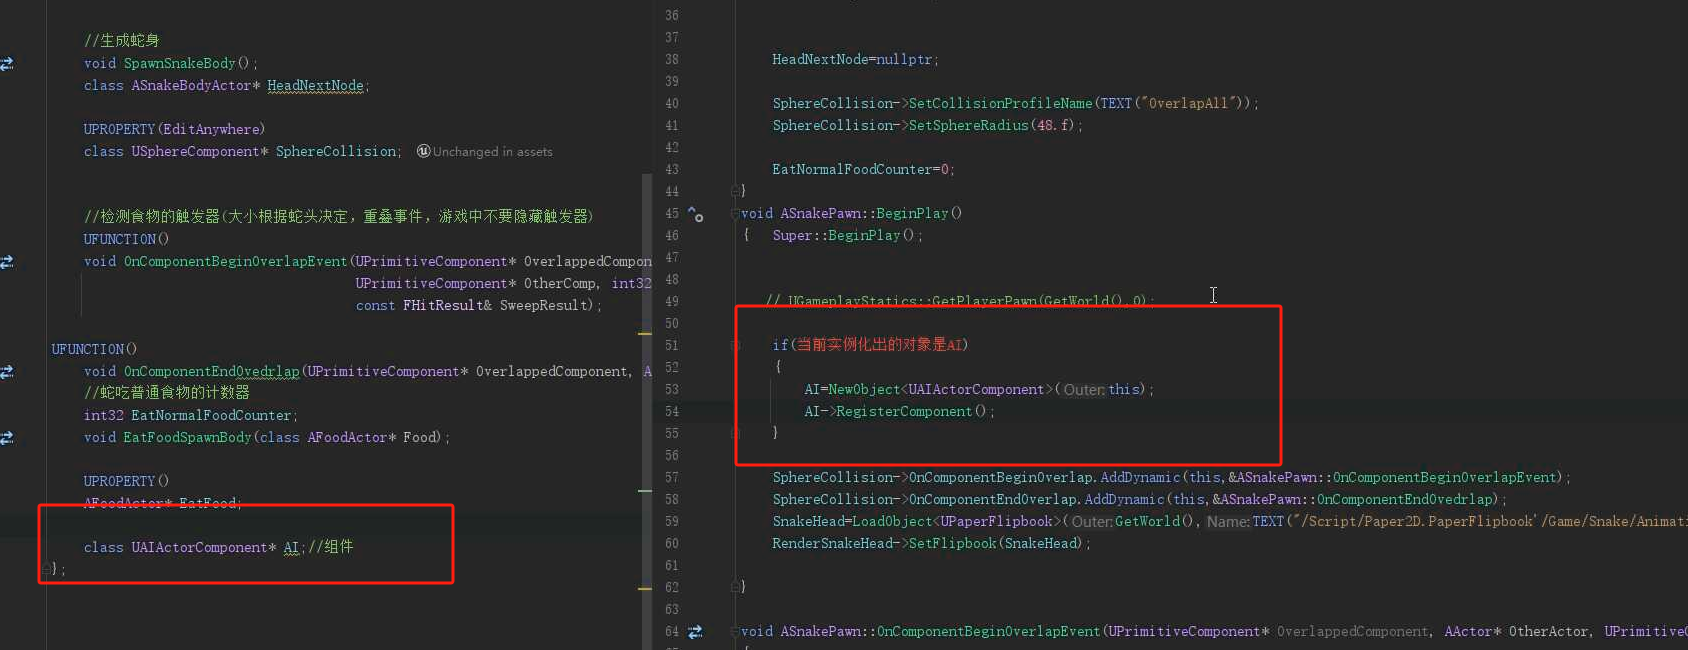 //生成蛇身
void SpawnSnakeBody();
class ASnakeBodyActor* HeadNextNode;
UPROPERTY(EditAnywhere)
class USphereComponent* SphereCollision; Unchanged in assets
//检测食物的触发器(大小根据蛇头决定，重叠事件，游戏中不要隐藏触发器)
UFUNCTION()
void OnComponentBeginOverlapEvent(UPrimitiveComponent* OverlappedCompon
UPrimitiveComponent* OtherComp, int32
const FHitResult& SweepResult);
UFUNCTION()
void OnComponentEndOvedrlap(UPrimitiveComponent* OverlappedComponent, A
//蛇吃普通食物的计数器
int32 EatNormalFoodCounter;
void EatFoodSpawnBody(class AFoodActor* Food);
UPROPERTY()
AFoodActor* EatFood;
class UAIActorComponent* AI;//组件
};
36
37
38 HeadNextNode=nullptr;
39
40 SphereCollision->SetCollisionProfileName(TEXT("OverlapAll"));
41 SphereCollision->SetSphereRadius(48.f);
42
43 EatNormalFoodCounter=0;
44 }
45 void ASnakePawn::BeginPlay()
46 { Super::BeginPlay();
47
48
49 // UGameplayStatics::GetPlayerPawn(GetWorld(),0);
50
51 if(当前实例化出的对象是AI)
52 {
53 AI=NewObject<UAIActorComponent>(Outer:this);
54 AI->RegisterComponent();
55 }
56
57 SphereCollision->OnComponentBeginOverlap.AddDynamic(this,&ASnakePawn::OnComponentBeginOverlapEvent);
58 SphereCollision->OnComponentEndOverlap.AddDynamic(this,&ASnakePawn::OnComponentEndOvedrlap);
59 SnakeHead=LoadObject<UPaperFlipbook>(Outer:GetWorld(),Name:TEXT("/Script/Paper2D.PaperFlipbook'/Game/Snake/Animati
60 RenderSnakeHead->SetFlipbook(SnakeHead);
61
62 }
63
64 void ASnakePawn::OnComponentBeginOverlapEvent(UPrimitiveComponent* OverlappedComponent, AActor* OtherActor, UPrimitiveC